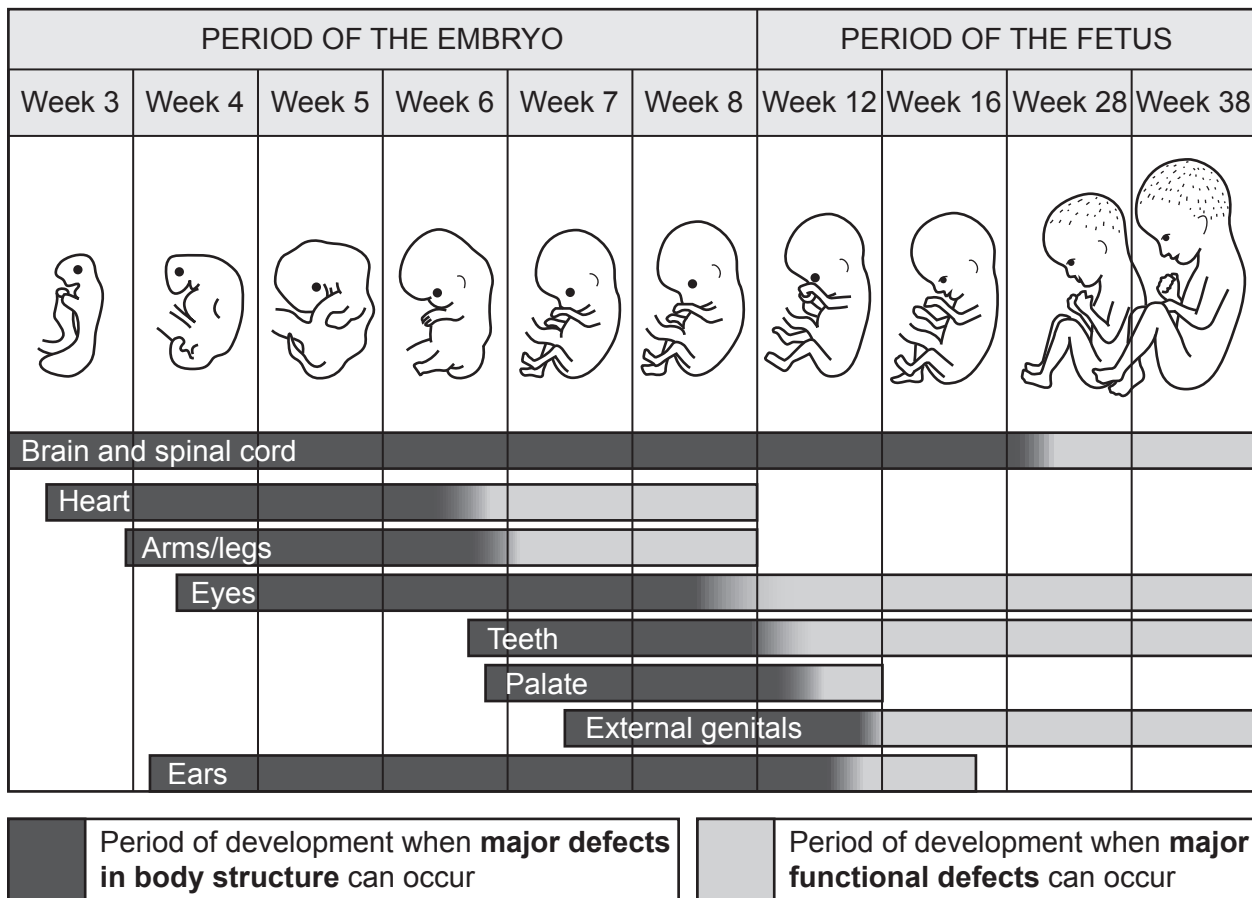 PERIOD OF THE EMBRYO
PERIOD OF THE FETUS
Week 3
Week 4
Week 5
Week 6
Week 7
Week 8
Week 12
Week 16
Week 28
Week 38
Brain and spinal cord
Heart
Arms/legs
Eyes
Teeth
Palate
External genitals
Ears
Period of development when major defects
in body structure can occur
Period of development when major
functional defects can occur